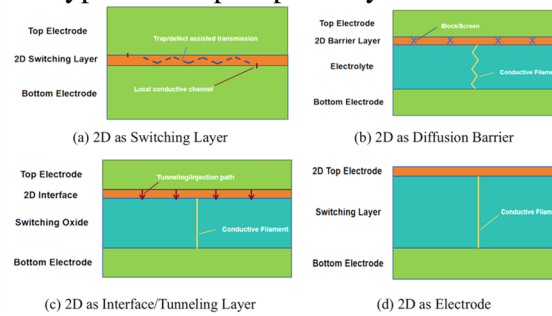 Top Electrode
Trap/defect assisted transmission
2D Switching Layer
Bottom Electrode
Local conductive channel
(a) 2D as Switching Layer
Top Electrode
Block/Screen
2D Barrier Layer
Electrolyte
Conductive Filament
Bottom Electrode
(b) 2D as Diffusion Barrier
Top Electrode
Tunneling/Injection path
2D Interface
Switching Oxide
Conductive Filament
Bottom Electrode
(c) 2D as Interface/Tunneling Layer
2D Top Electrode
Switching Layer
Conductive Filament
Bottom Electrode
(d) 2D as Electrode